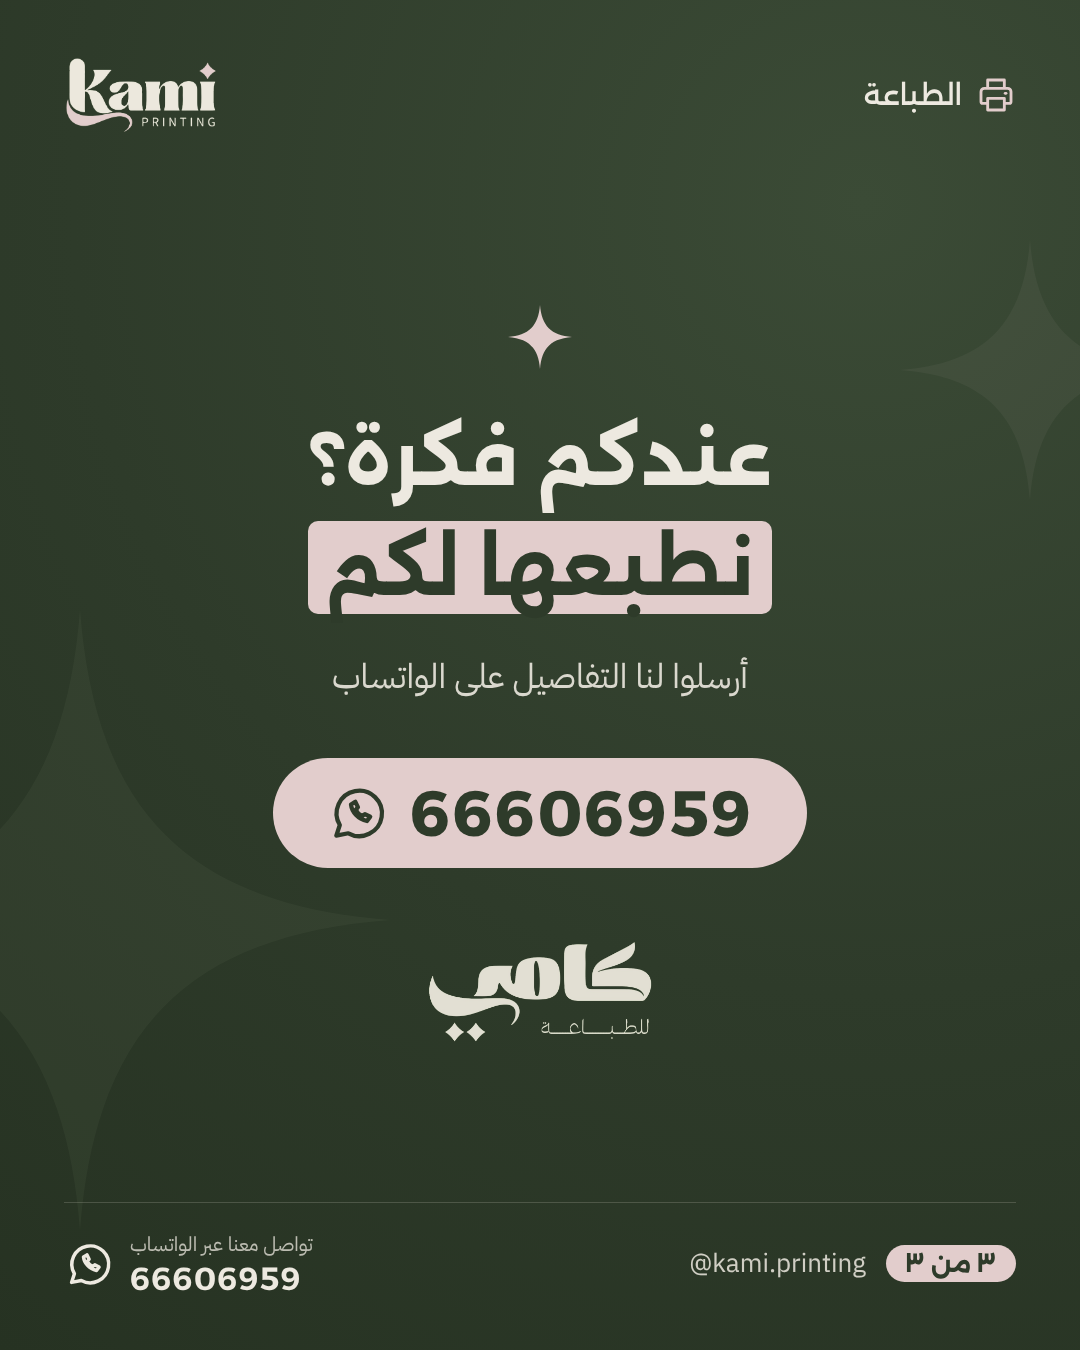 الطباعة
Kami
PRINTING
عندكم فكرة؟
نطبعها لكم
أرسلوا لنا التفاصيل على الواتساب
66606959
كامي
للطبـــاعـــة
٣ من ٣
@kami.printing
تواصل معنا عبر الواتساب
66606959